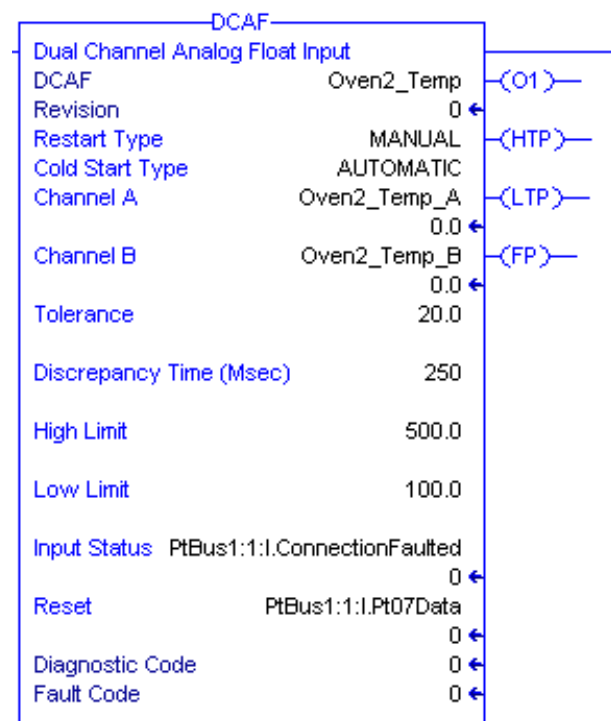 DCAF
Dual Channel Analog Float Input
DCAF Oven2_Temp (O1)
Revision 0
Restart Type MANUAL (HTP)
Cold Start Type AUTOMATIC
Channel A Oven2_Temp_A (LTP)
0.0
Channel B Oven2_Temp_B (FP)
0.0
Tolerance 20.0
Discrepancy Time (Msec) 250
High Limit 500.0
Low Limit 100.0
Input Status PtBus1:1:I.ConnectionFaulted
0
Reset PtBus1:1:I.Pt07Data
0
Diagnostic Code 0
Fault Code 0